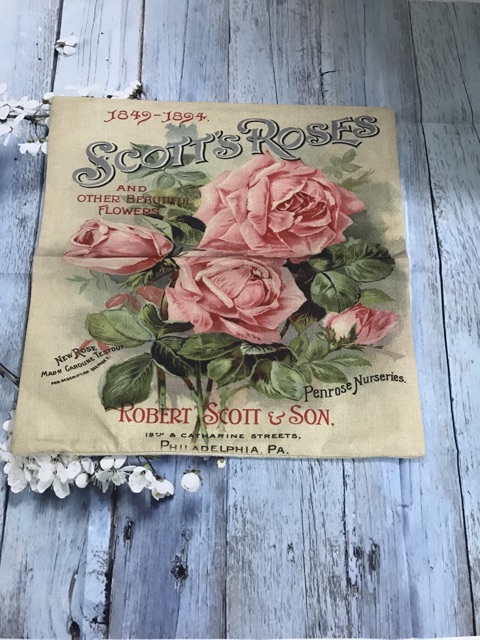 1849-1894.
SCOTT'S ROSES
AND
OTHER BEAUTIFUL
FLOWERS
NEW ROSE
MADE CAROLINE TESTOUT
Penrose Nurseries.
ROBERT SCOTT & SON.
19TH & CATHARINE STREETS,
PHILADELPHIA PA.